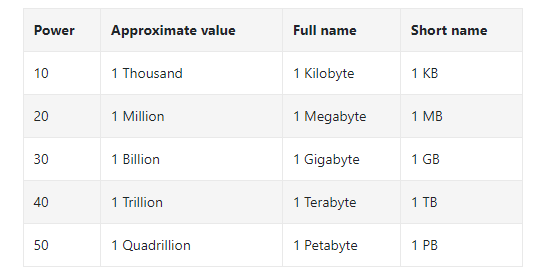 Power Approximate value Full name Short name
10 1 Thousand 1 Kilobyte 1 KB
20 1 Million 1 Megabyte 1 MB
30 1 Billion 1 Gigabyte 1 GB
40 1 Trillion 1 Terabyte 1 TB
50 1 Quadrillion 1 Petabyte 1 PB